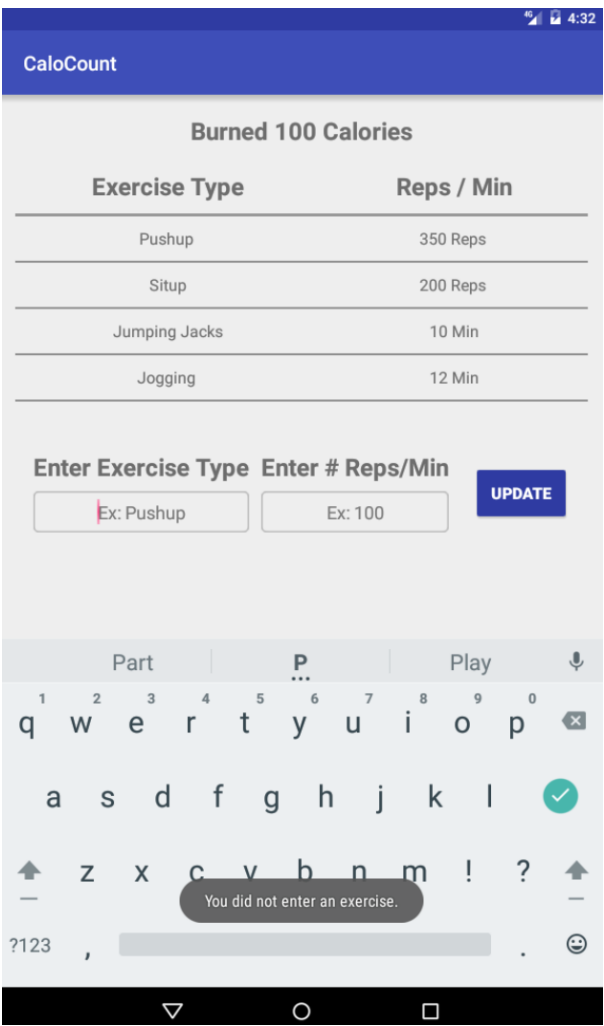 4G 4:32
CaloCount
Burned 100 Calories
Exercise Type Reps / Min
Pushup 350 Reps
Situp 200 Reps
Jumping Jacks 10 Min
Jogging 12 Min
Enter Exercise Type Enter # Reps/Min
UPDATE
Ex: Pushup Ex: 100
Part P Play
1 2 3 4 5 6 7 8 9 0
q w e r t y u i o p
a s d f g h j k l
z x c v b n m ! ?
You did not enter an exercise.
?123 , .